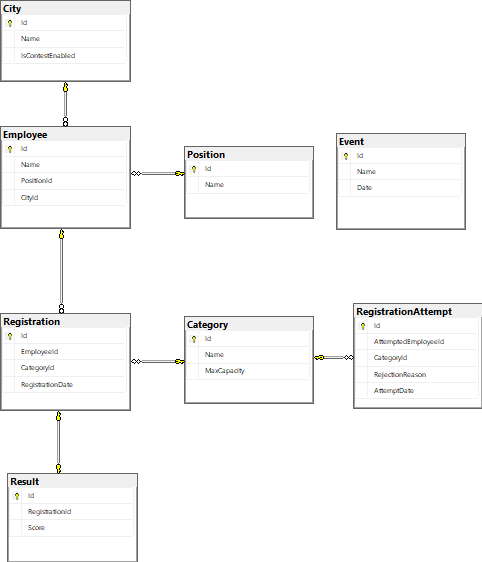 City
Id
Name
IsContestEnabled
Employee
Id
Name
PositionId
CityId
Position
Id
Name
Event
Id
Name
Date
Registration
Id
EmployeeId
CategoryId
RegistrationDate
Category
Id
Name
MaxCapacity
RegistrationAttempt
Id
AttemptedEmployeeId
CategoryId
RejectionReason
AttemptDate
Result
Id
RegistrationId
Score